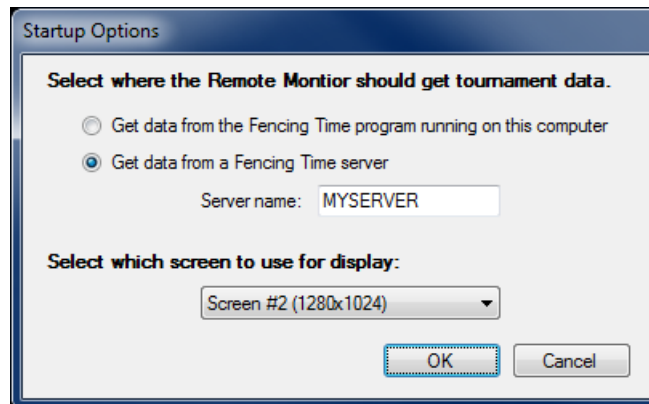 Startup Options
Select where the Remote Montior should get tournament data.
Get data from the Fencing Time program running on this computer
Get data from a Fencing Time server
Server name: MYSERVER
Select which screen to use for display:
Screen #2 (1280x1024)
OK Cancel